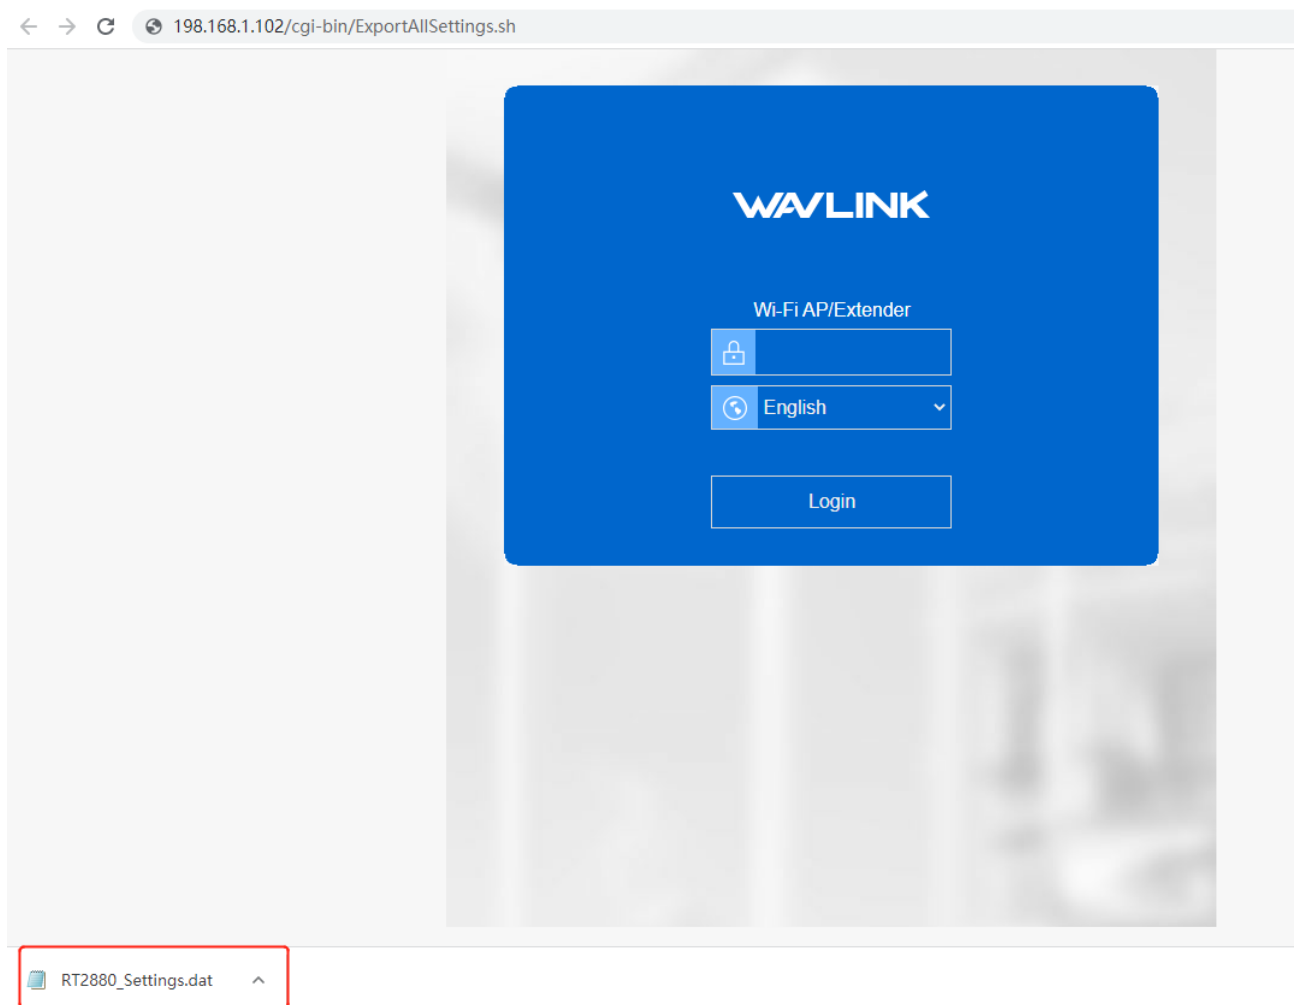 198.168.1.102/cgi-bin/ExportAllSettings.sh
WAVLINK
Wi-Fi AP/Extender
English
Login
RT2880_Settings.dat